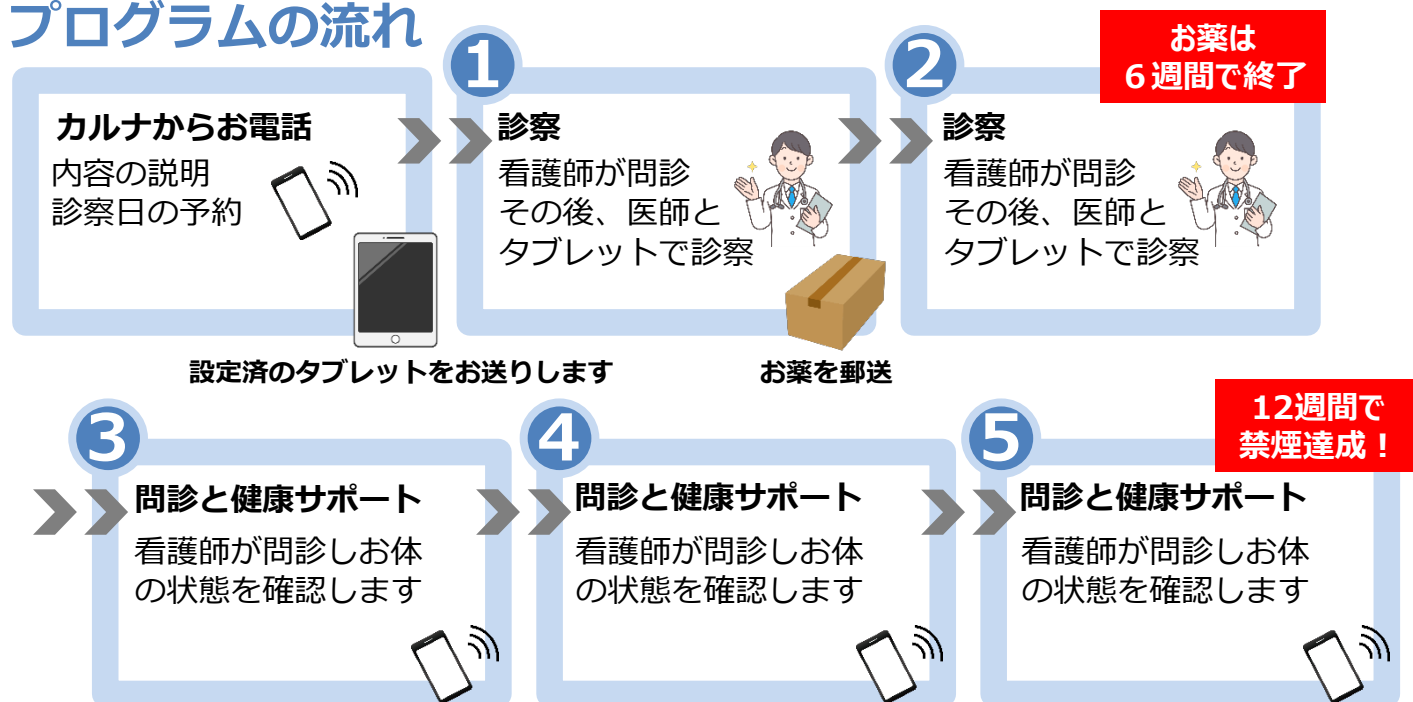 プログラムの流れ
カルナからお電話
内容の説明
診察日の予約
設定済のタブレットをお送りします
1
診察
看護師が問診
その後、医師と
タブレットで診察
お薬を郵送
2
お薬は
６週間で終了
診察
看護師が問診
その後、医師と
タブレットで診察
3
問診と健康サポート
看護師が問診しお体
の状態を確認します
4
問診と健康サポート
看護師が問診しお体
の状態を確認します
5
12週間で
禁煙達成！
問診と健康サポート
看護師が問診しお体
の状態を確認します